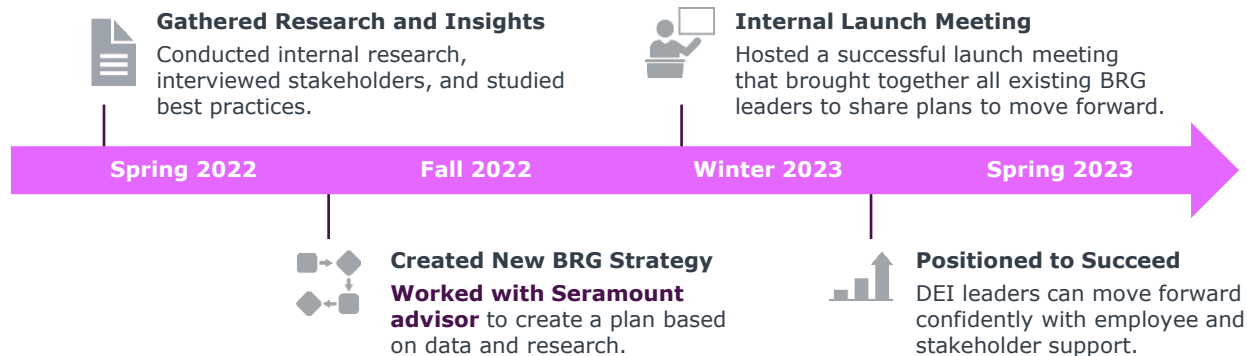 Gathered Research and Insights
Conducted internal research,
interviewed stakeholders, and studied
best practices.
Internal Launch Meeting
Hosted a successful launch meeting
that brought together all existing BRG
leaders to share plans to move forward.
Spring 2022
Fall 2022
Winter 2023
Spring 2023
Created New BRG Strategy
Worked with Seramount
advisor to create a plan based
on data and research.
Positioned to Succeed
DEI leaders can move forward
confidently with employee and
stakeholder support.